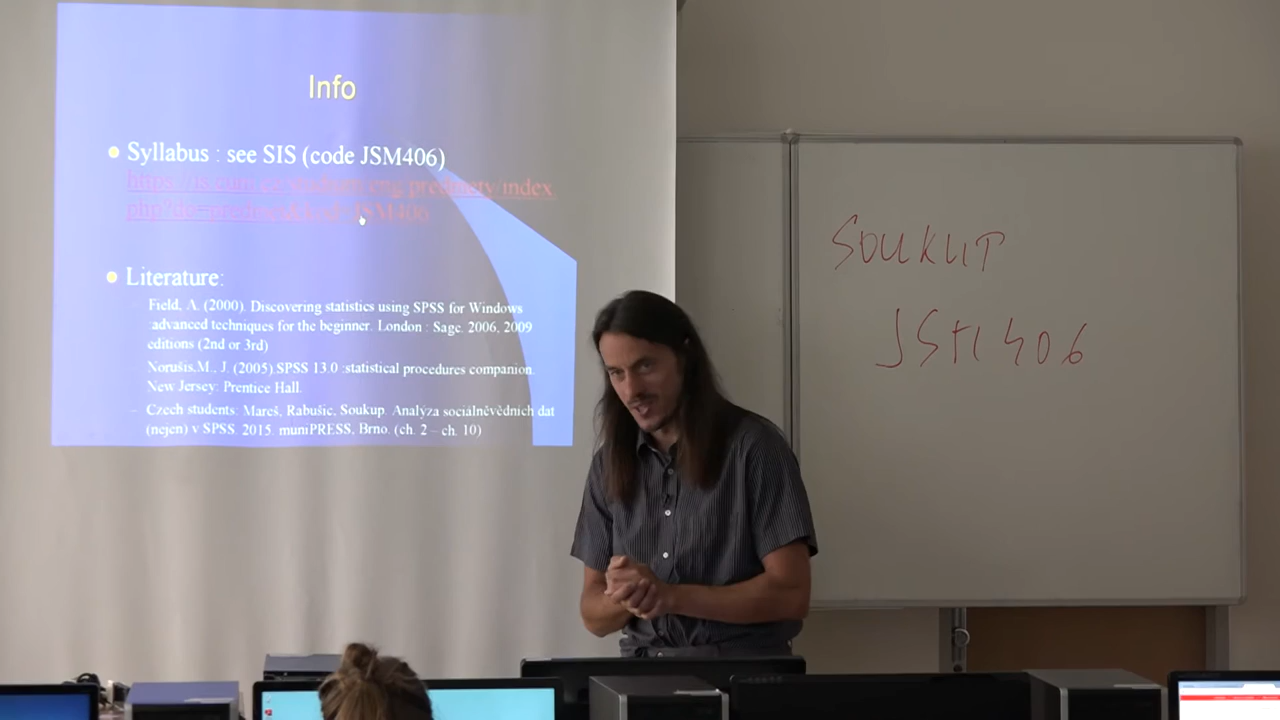 Info
Syllabus : see SIS (code JSM406)
Literature:
Field, A. (2000). Discovering statistics using SPSS for Windows
advanced techniques for the beginner. London : Sage. 2006, 2009
editions (2nd or 3rd)
Norušis,M., J. (2005).SPSS 13.0 :statistical procedures companion.
New Jersey: Prentice Hall.
– Czech students: Mareš, Rabušic, Soukup. Analýza sociálněvědních dat
(nejen) v SPSS. 2015. muniPRESS, Brno. (ch. 2 – ch. 10)
SOUKUP
JSM406